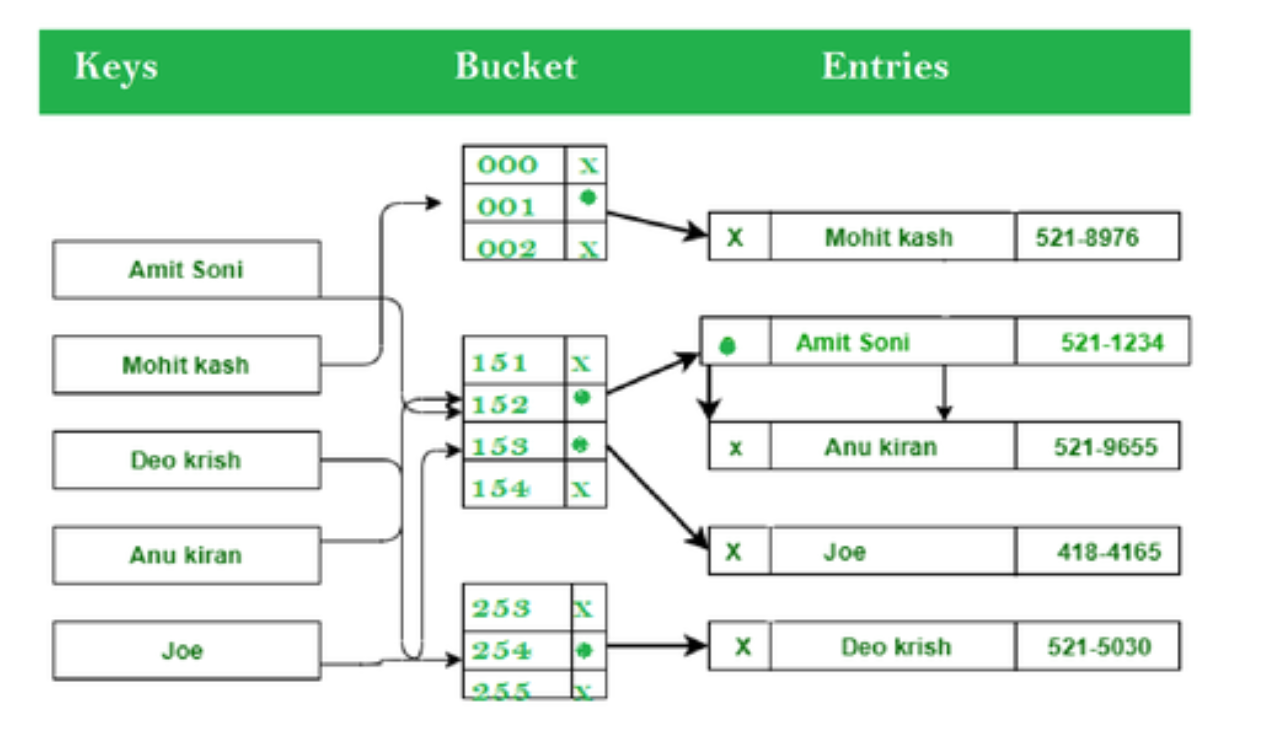 Keys Bucket Entries
000 x
001
002 x
X Mohit kash 521-8976
Amit Soni
Mohit kash
Deo krish
Anu kiran
Joe
151 x
152
153
154 x
Amit Soni 521-1234
x Anu kiran 521-9655
X Joe 418-4165
253 x
254
255 x
X Deo krish 521-5030